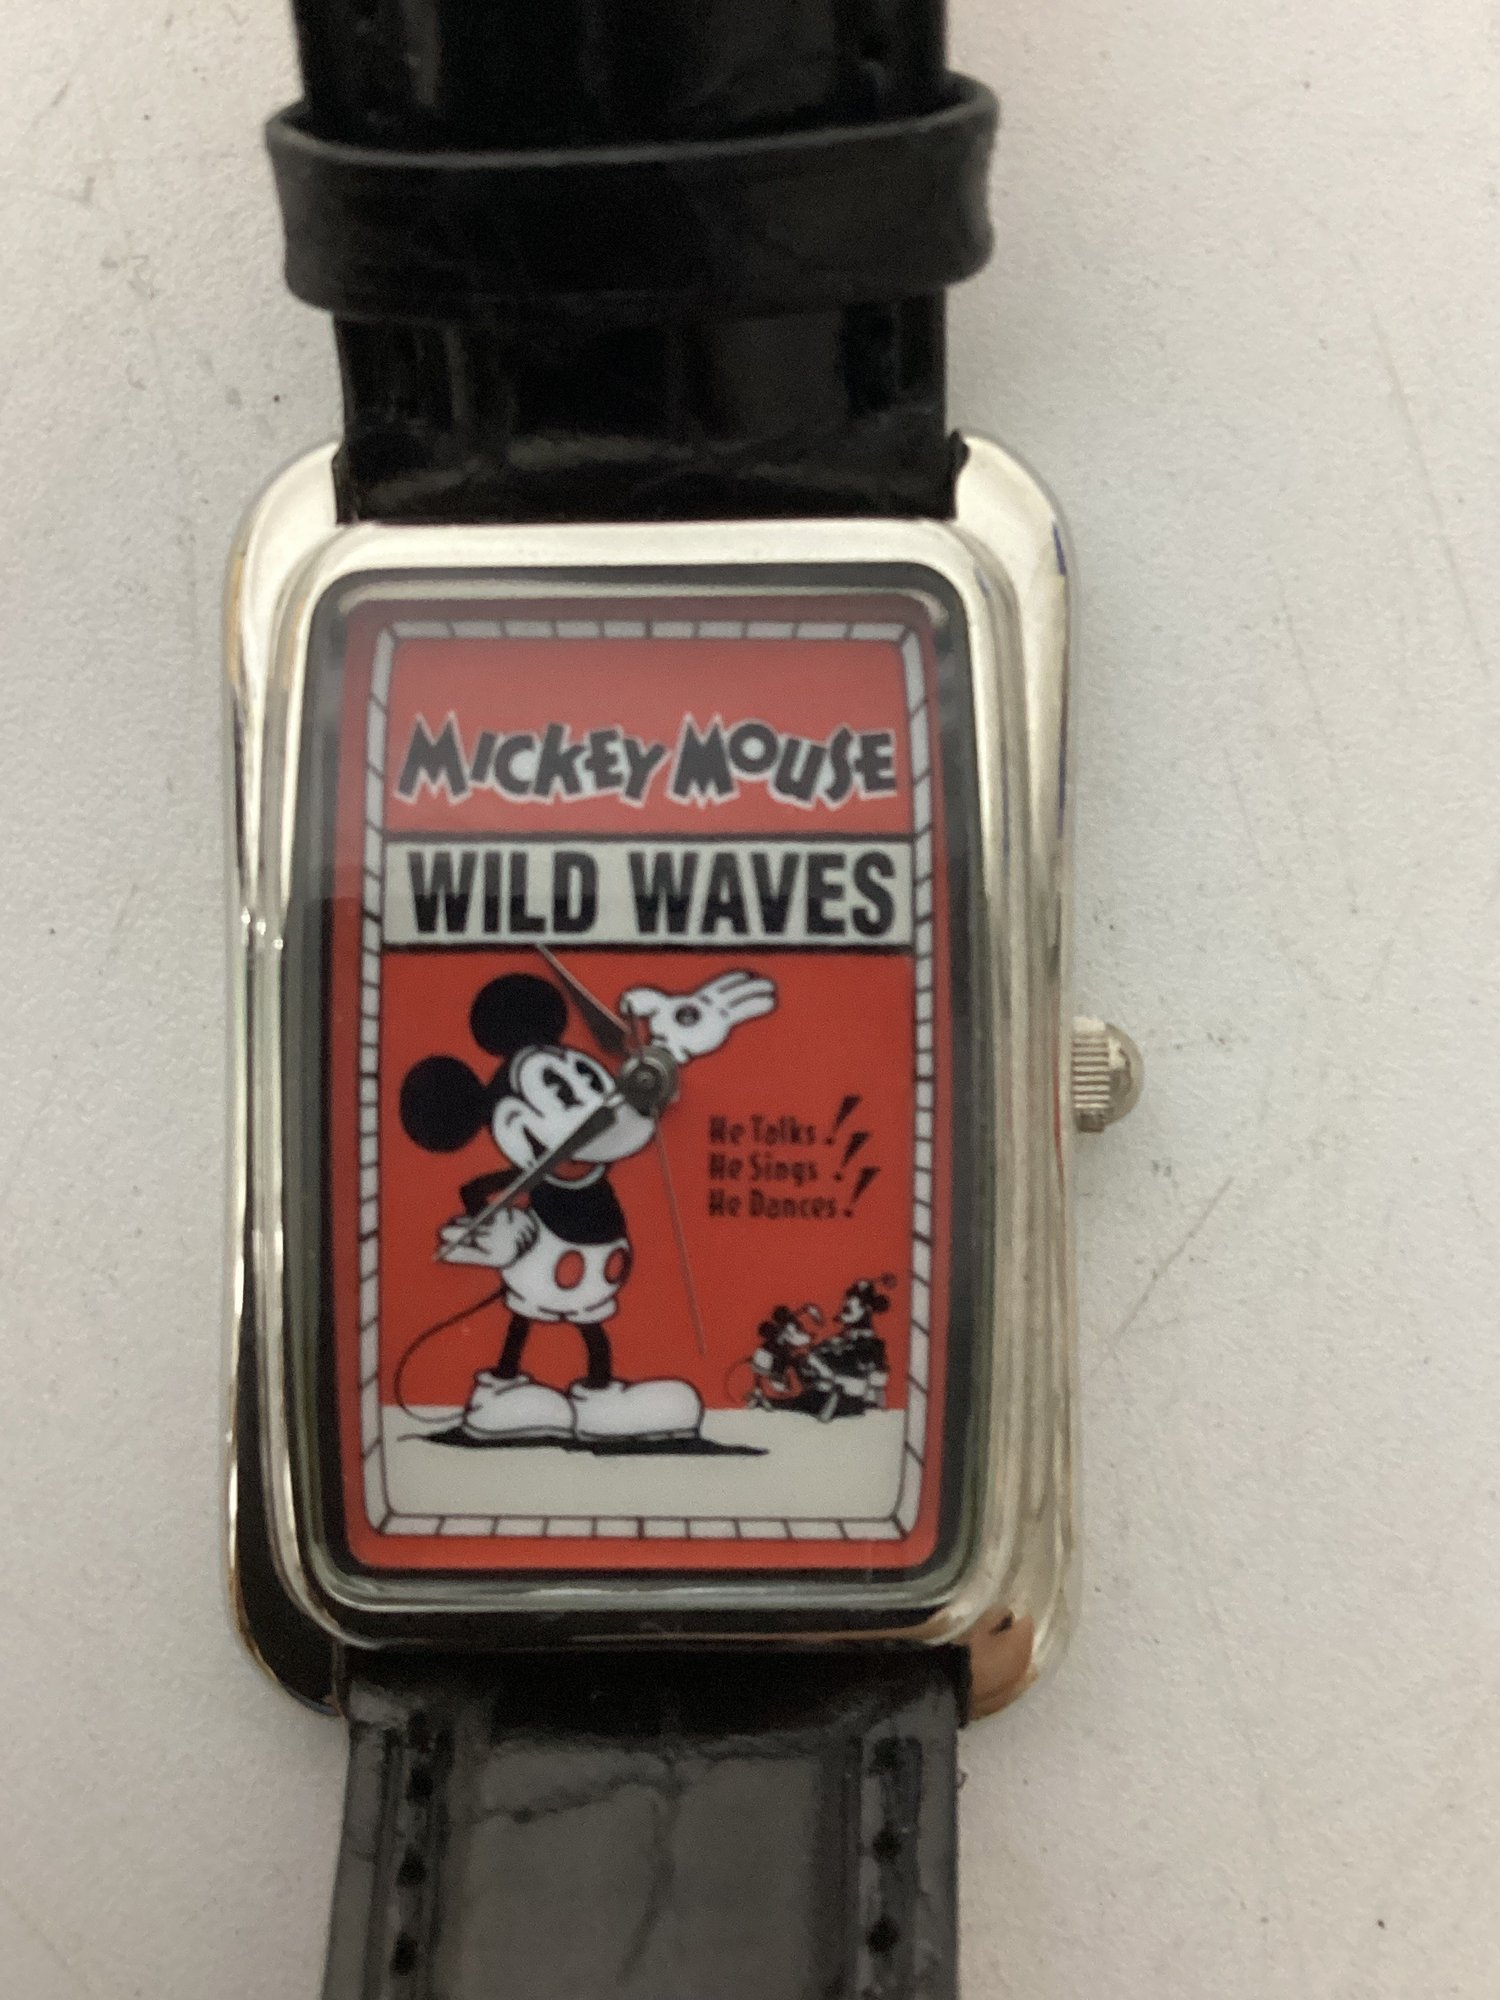 MICKEY MOUSE
WILD WAVES
He Talks!
He Sings!
He Dances!